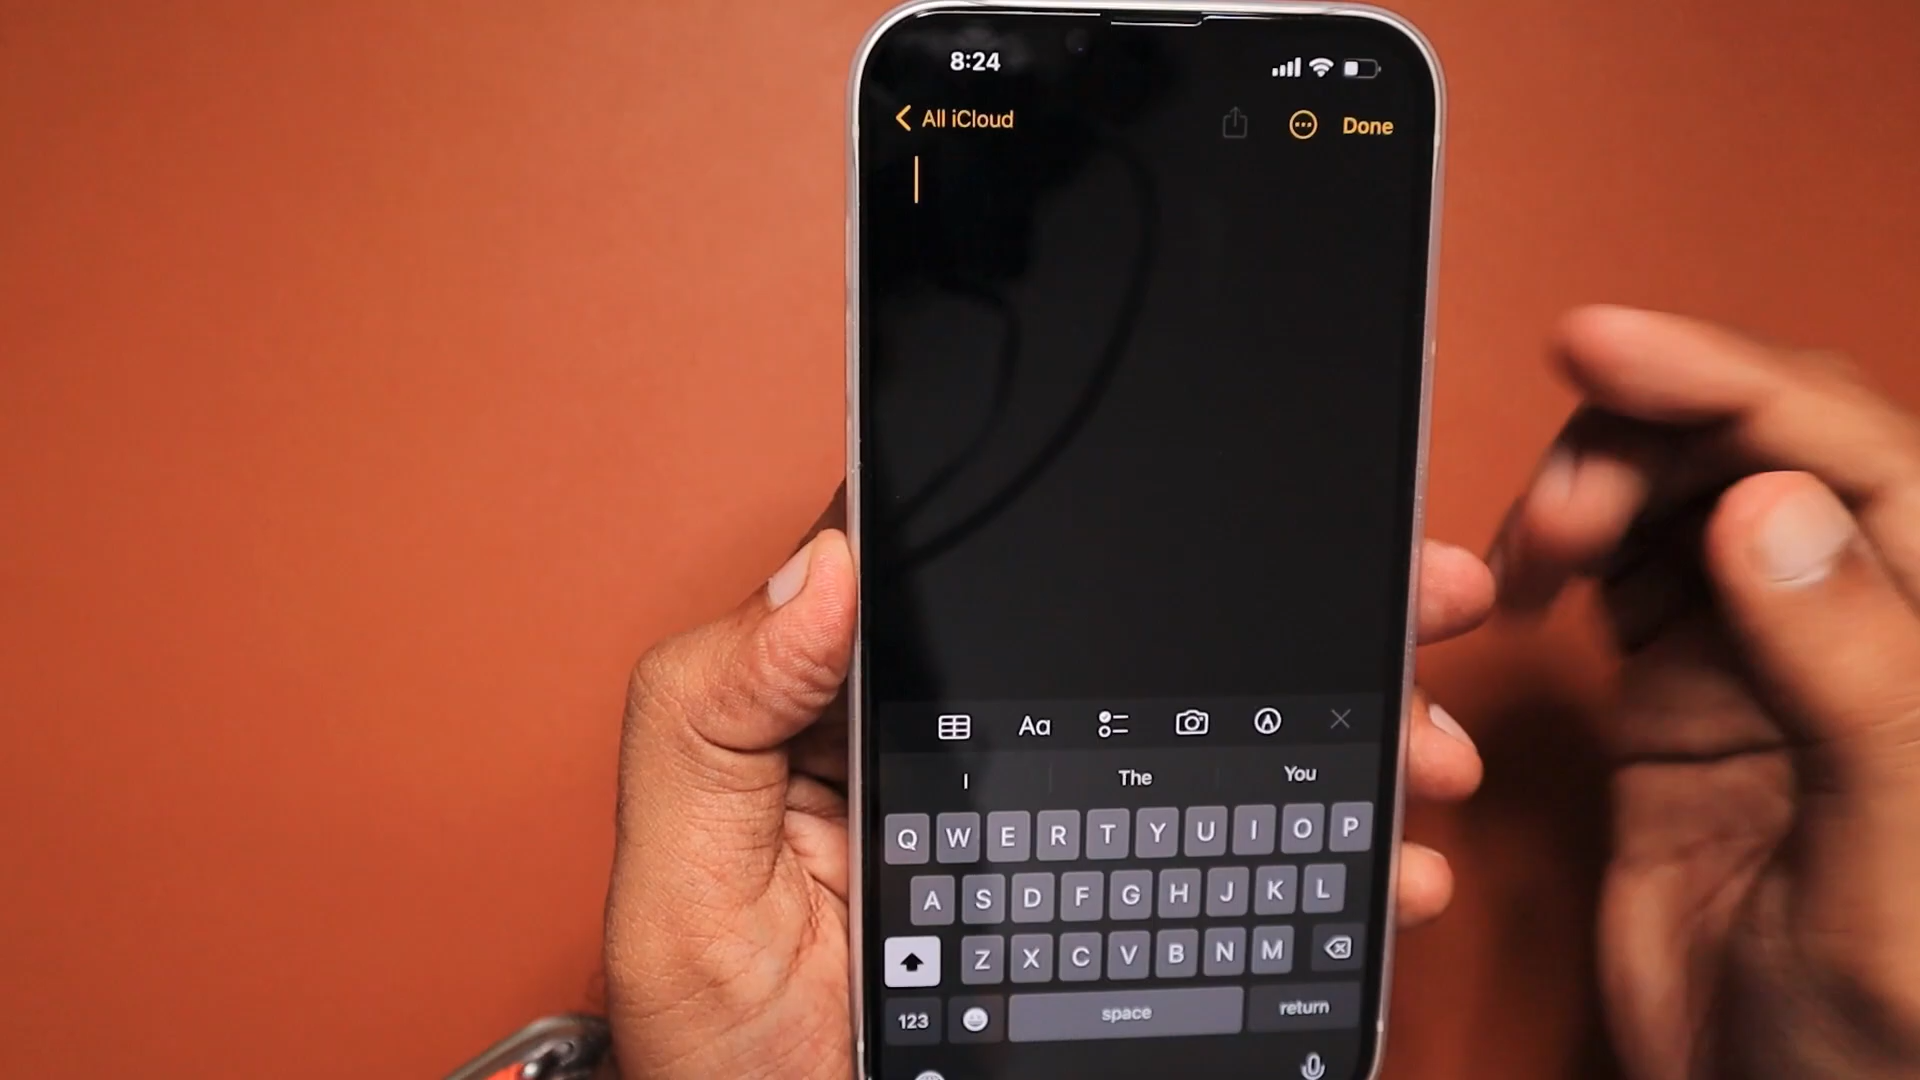 8:24
All iCloud
Done
Aa
I The You
Q W E R T Y U I O P
A S D F G H J K L
Z X C V B N M
123 space return